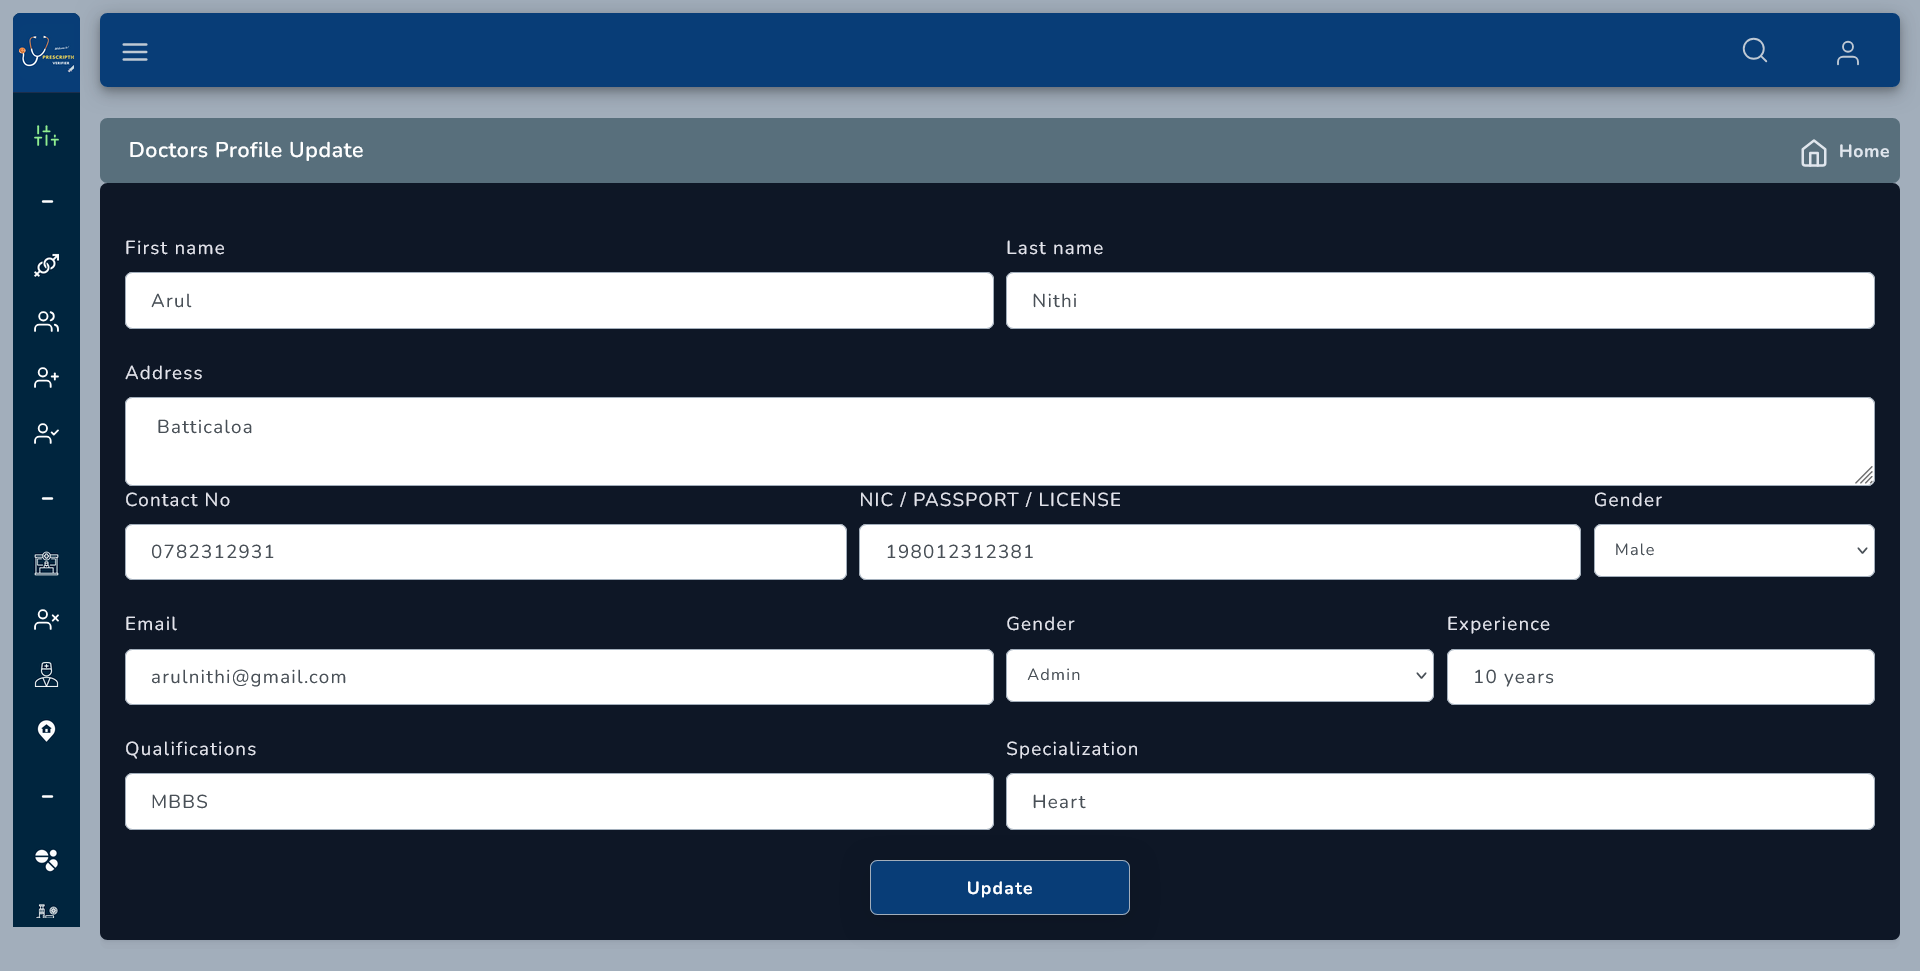 VERIFIER
Doctors Profile Update
Home
First name
Last name
Arul
Nithi
Address
Batticaloa
Contact No
NIC / PASSPORT / LICENSE
Gender
0782312931
198012312381
Male
Email
Gender
Experience
arulnithi@gmail.com
Admin
10 years
Qualifications
Specialization
MBBS
Heart
Update